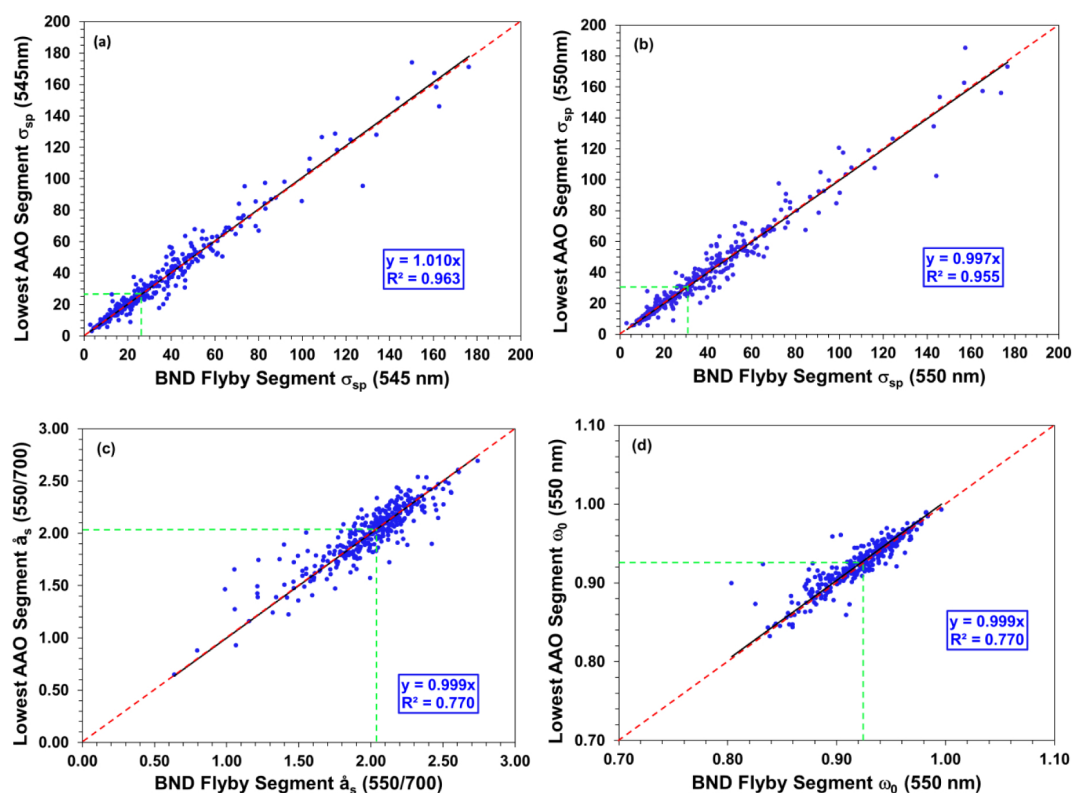 (a)
Lowest AAO Segment σsp (545nm)
200
180
160
140
120
100
80
60
40
20
0
y = 1.010x
R² = 0.963
0 20 40 60 80 100 120 140 160 180 200
BND Flyby Segment σsp (545 nm)
(b)
Lowest AAO Segment σsp (550nm)
200
180
160
140
120
100
80
60
40
20
0
y = 0.997x
R² = 0.955
0 20 40 60 80 100 120 140 160 180 200
BND Flyby Segment σsp (550 nm)
(c)
Lowest AAO Segment ås (550/700)
3.00
2.50
2.00
1.50
1.00
0.50
0.00
y = 0.999x
R² = 0.770
0.00 0.50 1.00 1.50 2.00 2.50 3.00
BND Flyby Segment ås (550/700)
(d)
Lowest AAO Segment ω0 (550 nm)
1.10
1.00
0.90
0.80
0.70
y = 0.999x
R² = 0.770
0.70 0.80 0.90 1.00 1.10
BND Flyby Segment ω0 (550 nm)